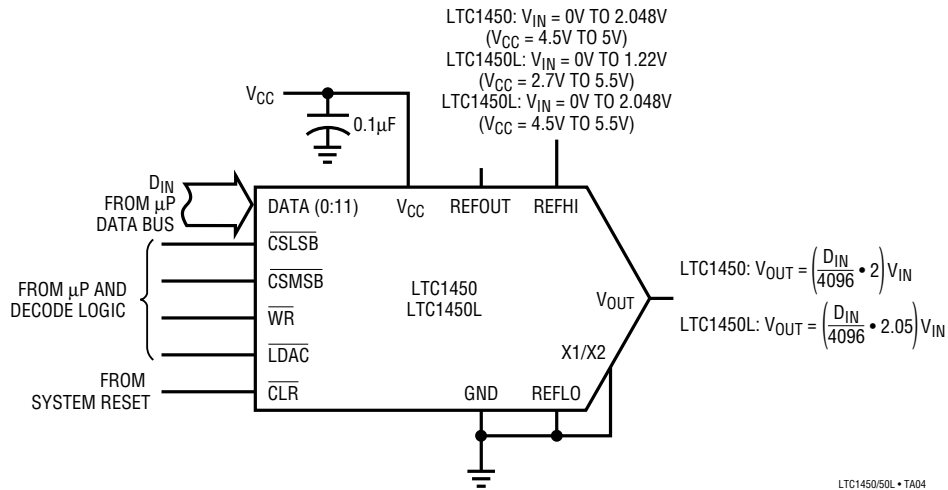 LTC1450: VIN = 0V TO 2.048V
(VCC = 4.5V TO 5V)
LTC1450L: VIN = 0V TO 1.22V
(VCC = 2.7V TO 5.5V)
LTC1450L: VIN = 0V TO 2.048V
(VCC = 4.5V TO 5.5V)
VCC
0.1µF
DIN
FROM µP
DATA BUS
DATA (0:11)
VCC
REFOUT
REFHI
CSLSB
CSMSB
WR
LDAC
CLR
FROM µP AND
DECODE LOGIC
FROM
SYSTEM RESET
LTC1450
LTC1450L
VOUT
X1/X2
GND
REFLO
LTC1450: VOUT = (DIN/4096 • 2) VIN
LTC1450L: VOUT = (DIN/4096 • 2.05) VIN
LTC1450/50L • TA04